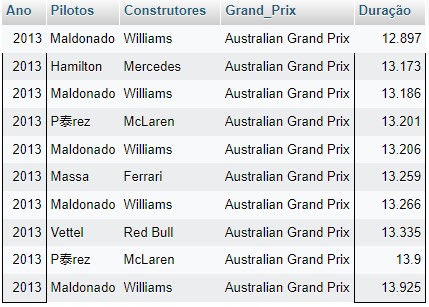 Ano Pilotos Construtores Grand_Prix Duração
2013 Maldonado Williams Australian Grand Prix 12.897
2013 Hamilton Mercedes Australian Grand Prix 13.173
2013 Maldonado Williams Australian Grand Prix 13.186
2013 P泰rez McLaren Australian Grand Prix 13.201
2013 Maldonado Williams Australian Grand Prix 13.206
2013 Massa Ferrari Australian Grand Prix 13.259
2013 Maldonado Williams Australian Grand Prix 13.266
2013 Vettel Red Bull Australian Grand Prix 13.335
2013 P泰rez McLaren Australian Grand Prix 13.9
2013 Maldonado Williams Australian Grand Prix 13.925